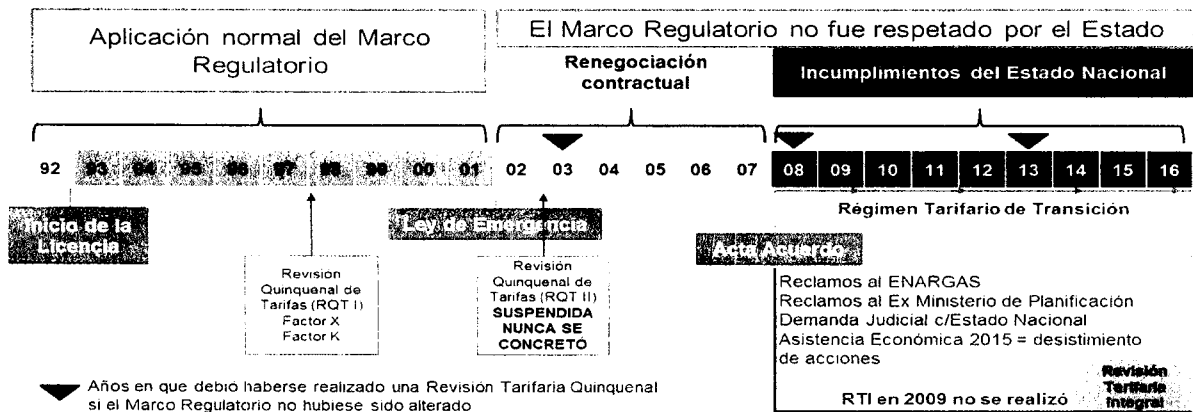 Aplicación normal del Marco
Regulatorio
El Marco Regulatorio no fue respetado por el Estado
Renegociación
contractual
Incumplimientos del Estado Nacional
92 93 94 95 96 97 98 99 00 01 02 03 04 05 06 07 08 09 10 11 12 13 14 15 16
Inicio de la
Licencia
Ley de Emergencia
Régimen Tarifario de Transición
Acta Acuerdo
Revisión
Quinquenal de
Tarifas (RQT I)
Factor X
Factor K
Revisión
Quinquenal de
Tarifas (RQT II)
SUSPENDIDA
NUNCA SE
CONCRETÓ
Reclamos al ENARGAS
Reclamos al Ex Ministerio de Planificación
Demanda Judicial c/Estado Nacional
Asistencia Económica 2015 = desistimiento
de acciones
RTI en 2009 no se realizó
Revisión
Tarifaria
Integral
Años en que debió haberse realizado una Revisión Tarifaria Quinquenal
si el Marco Regulatorio no hubiese sido alterado